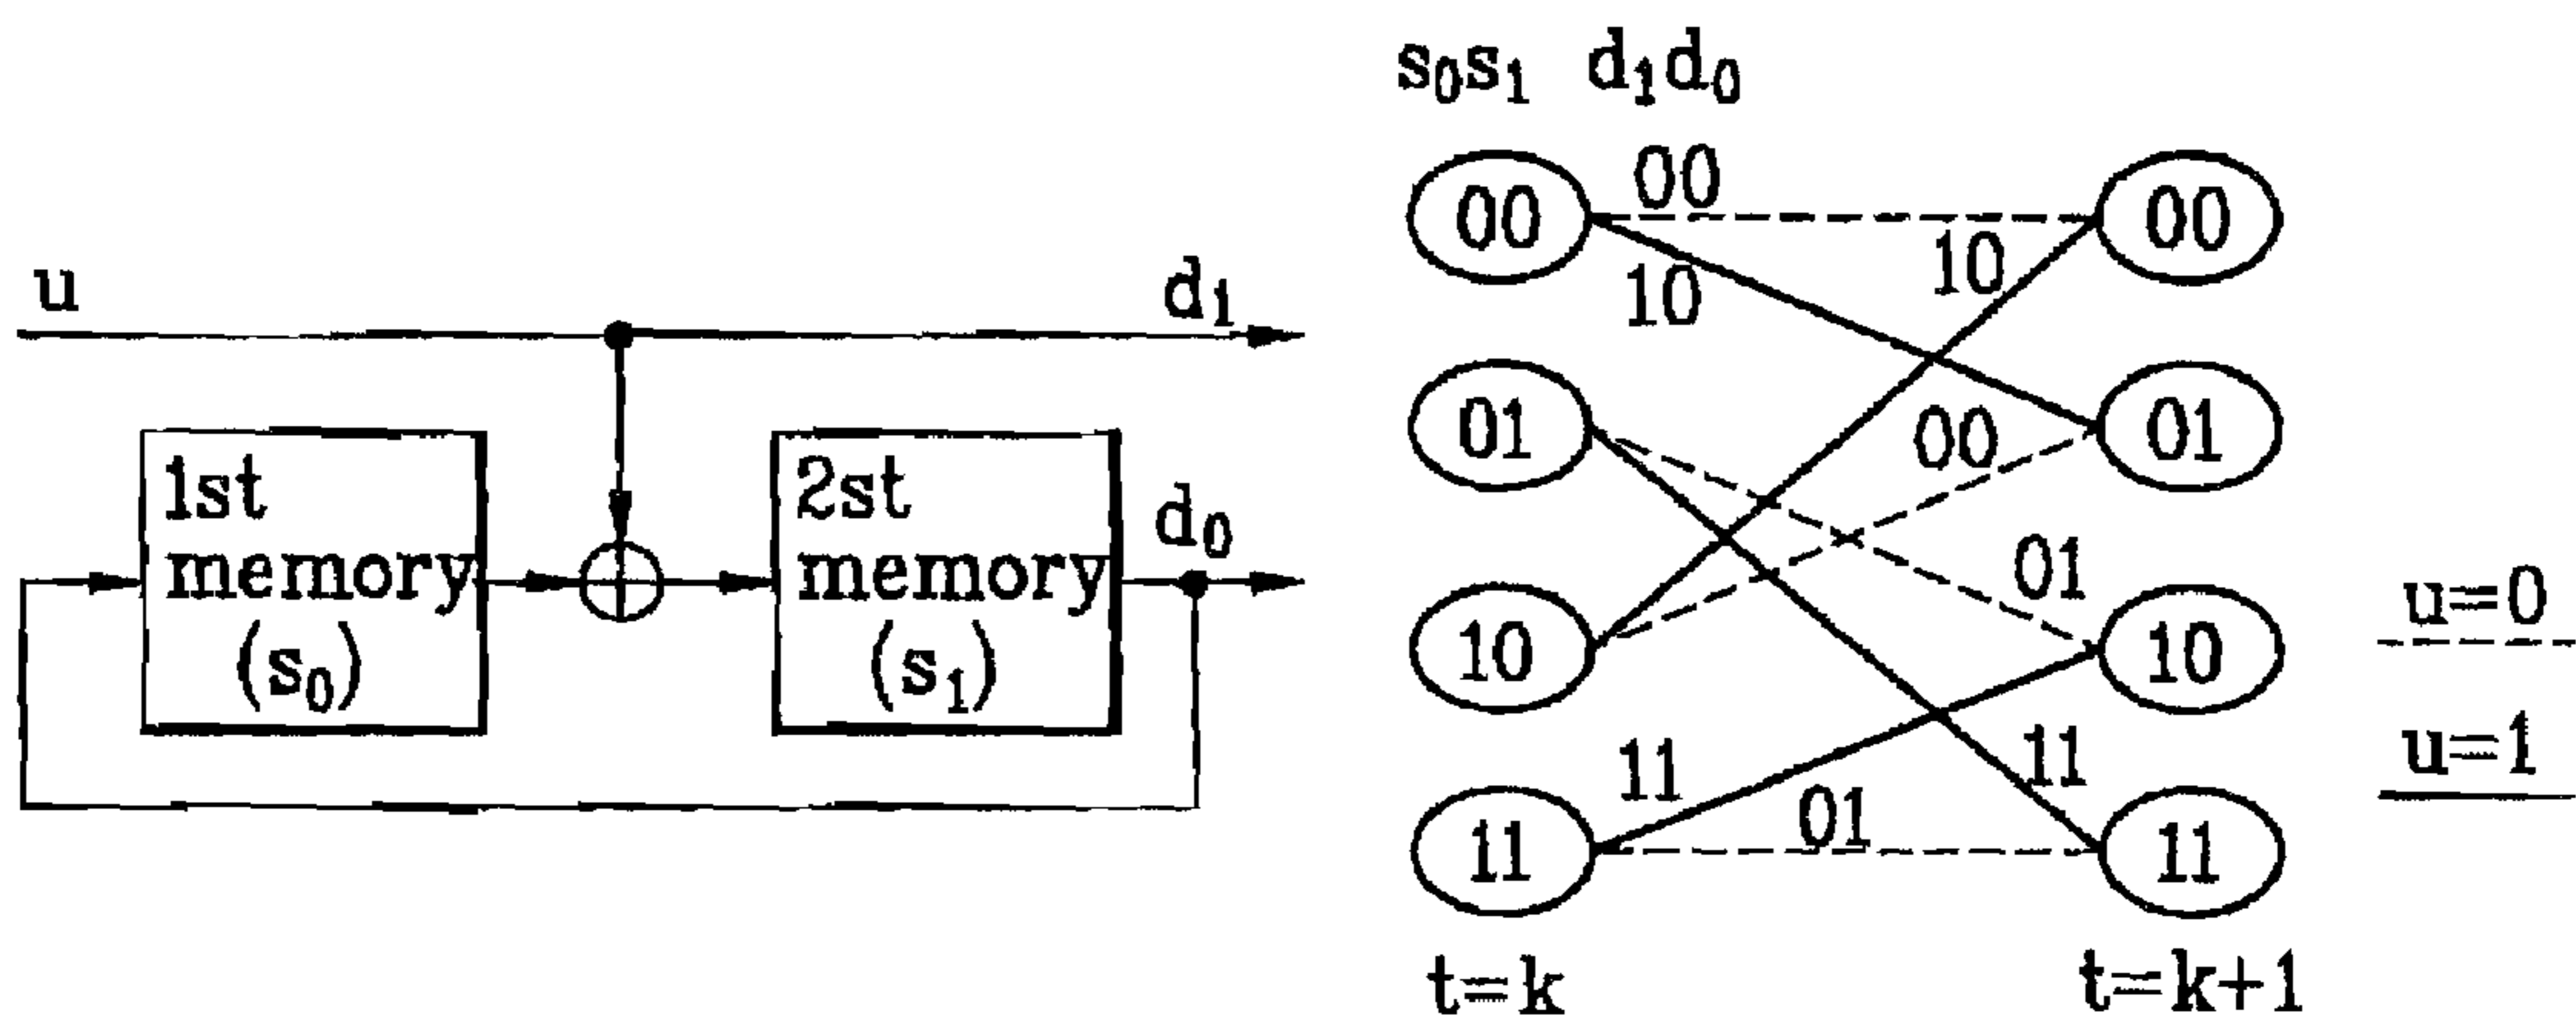 u
d₁
1st
memory
(s₀)
2st
memory
(s₁)
d₀
s₀s₁ d₁d₀
00
00
10
10
00
01
00
01
01
10
10
11
11
01
11
11
t=k
t=k+1
u=0
u=1